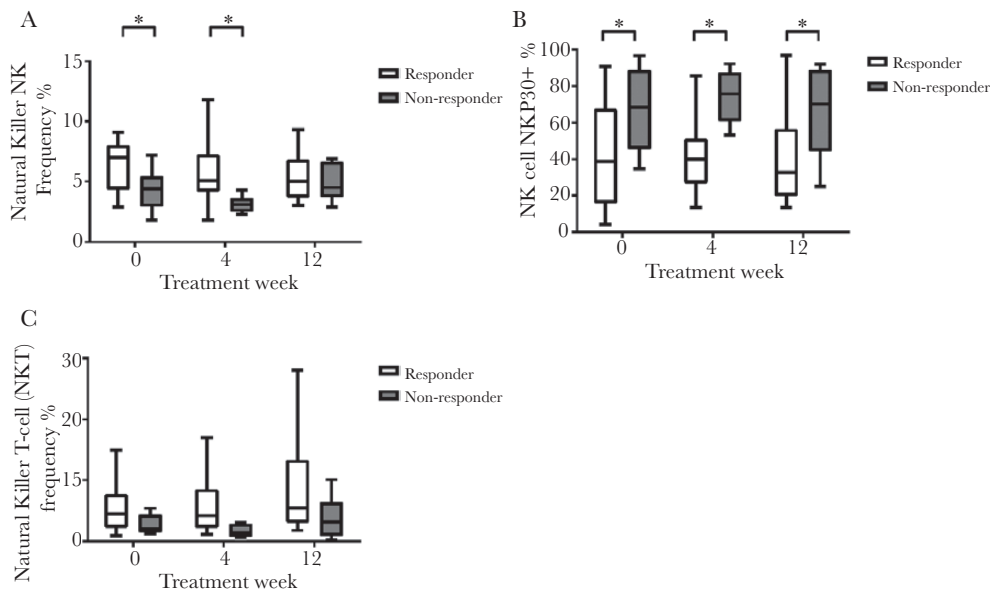 A
* *
15
10
5
0
Natural Killer NK
Frequency %
0 4 12
Treatment week
Responder
Non-responder
B
* * *
100
80
60
40
20
0
NK cell NKP30+ %
0 4 12
Treatment week
Responder
Non-responder
C
30
20
15
0
Natural Killer T-cell (NKT)
frequency %
0 4 12
Treatment week
Responder
Non-responder